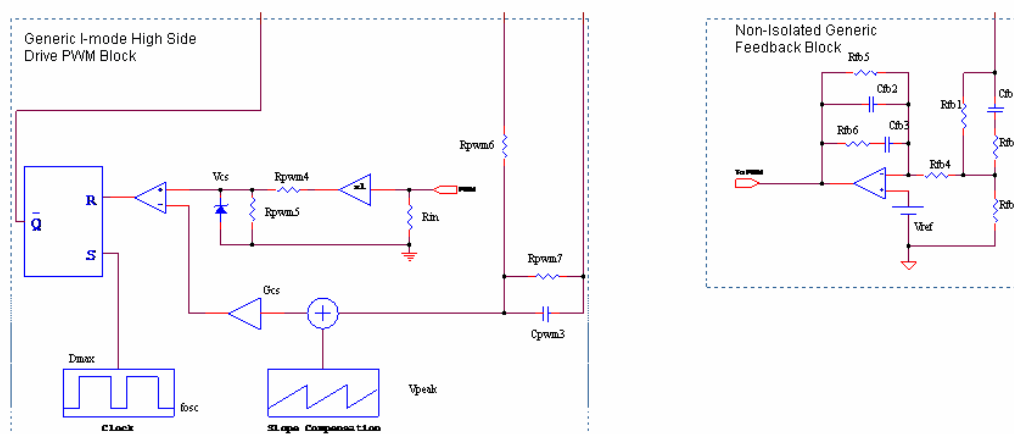 Generic I-mode High Side
Drive PWM Block
Non-Isolated Generic
Feedback Block
Rfb5
Cfb2
Cfb
Rfb1
Rfb6
Cfb3
Rpwm6
Rfb
Rfb4
To PWM
Vcs
Rpwm4
x1
PWM
+
-
R
Rpwm5
Rin
Q
S
-
+
Rfb
Vref
Rpwm7
Gcs
+
Cpwm3
Dmax
fosc
Vpeak
Clock
Slope Compensation